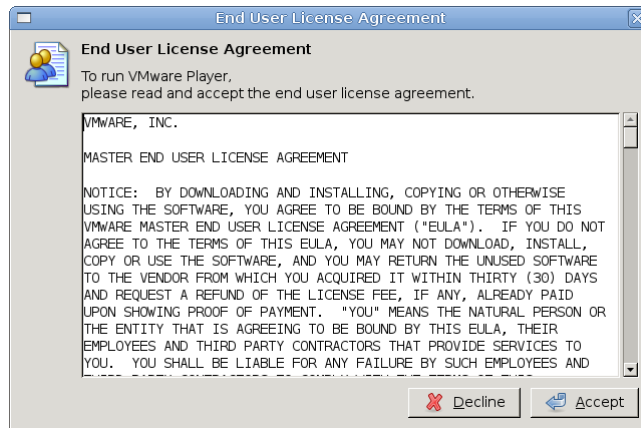 End User License Agreement
End User License Agreement
To run VMware Player,
please read and accept the end user license agreement.
VMWARE, INC.
MASTER END USER LICENSE AGREEMENT
NOTICE:  BY DOWNLOADING AND INSTALLING, COPYING OR OTHERWISE
USING THE SOFTWARE, YOU AGREE TO BE BOUND BY THE TERMS OF THIS
VMWARE MASTER END USER LICENSE AGREEMENT ("EULA").  IF YOU DO NOT
AGREE TO THE TERMS OF THIS EULA, YOU MAY NOT DOWNLOAD, INSTALL,
COPY OR USE THE SOFTWARE, AND YOU MAY RETURN THE UNUSED SOFTWARE
TO THE VENDOR FROM WHICH YOU ACQUIRED IT WITHIN THIRTY (30) DAYS
AND REQUEST A REFUND OF THE LICENSE FEE, IF ANY, ALREADY PAID
UPON SHOWING PROOF OF PAYMENT.  "YOU" MEANS THE NATURAL PERSON OR
THE ENTITY THAT IS AGREEING TO BE BOUND BY THIS EULA, THEIR
EMPLOYEES AND THIRD PARTY CONTRACTORS THAT PROVIDE SERVICES TO
YOU.  YOU SHALL BE LIABLE FOR ANY FAILURE BY SUCH EMPLOYEES AND
Decline
Accept